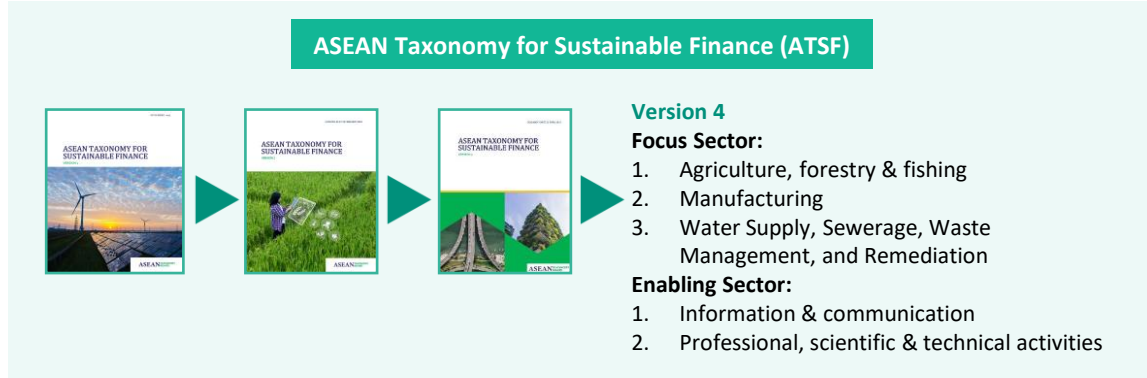 ASEAN Taxonomy for Sustainable Finance (ATSF)
ASEAN TAXONOMY FOR
SUSTAINABLE FINANCE
ASEAN
ASEAN TAXONOMY FOR
SUSTAINABLE FINANCE
ASEAN
ASEAN TAXONOMY FOR
SUSTAINABLE FINANCE
ASEAN
Version 4
Focus Sector:
1. Agriculture, forestry & fishing
2. Manufacturing
3. Water Supply, Sewerage, Waste
Management, and Remediation
Enabling Sector:
1. Information & communication
2. Professional, scientific & technical activities